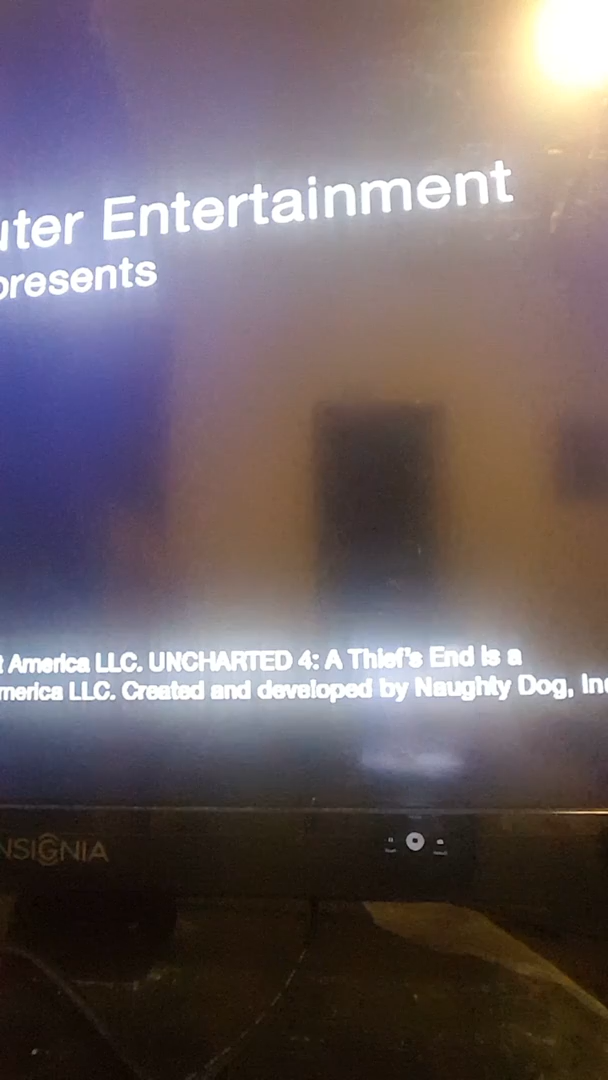 uter Entertainment
presents
t America LLC. UNCHARTED 4: A Thief's End is a
merica LLC. Created and developed by Naughty Dog, Inc
NSIGNIA